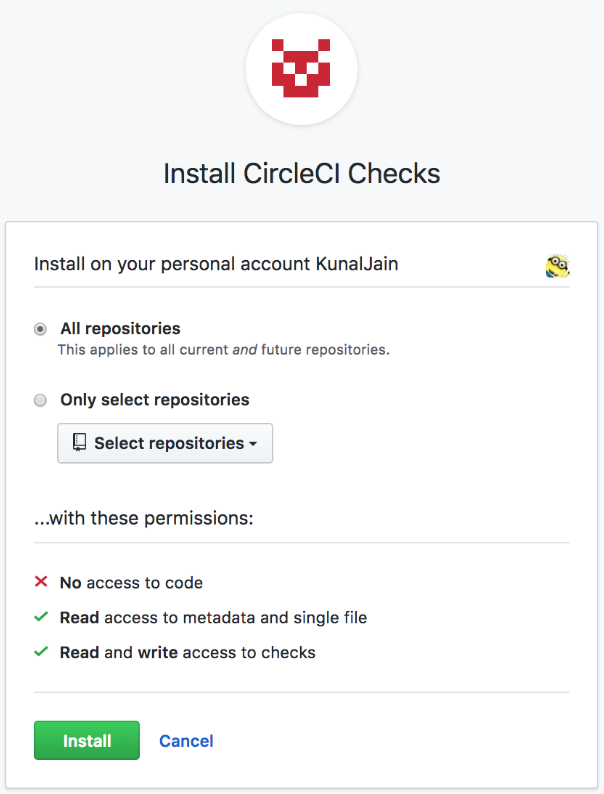 Install CircleCI Checks
Install on your personal account KunalJain
All repositories
This applies to all current and future repositories.
Only select repositories
Select repositories
...with these permissions:
No access to code
Read access to metadata and single file
Read and write access to checks
Install Cancel